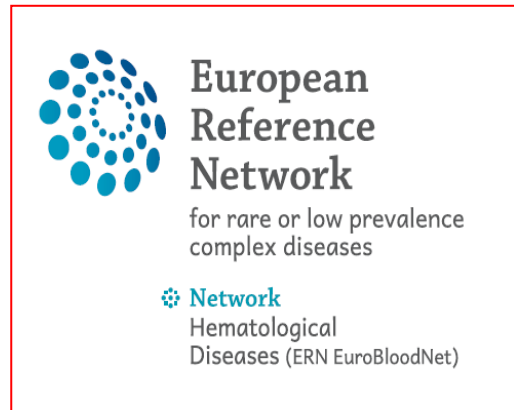 European
Reference
Network
for rare or low prevalence
complex diseases
Network
Hematological
Diseases (ERN EuroBloodNet)